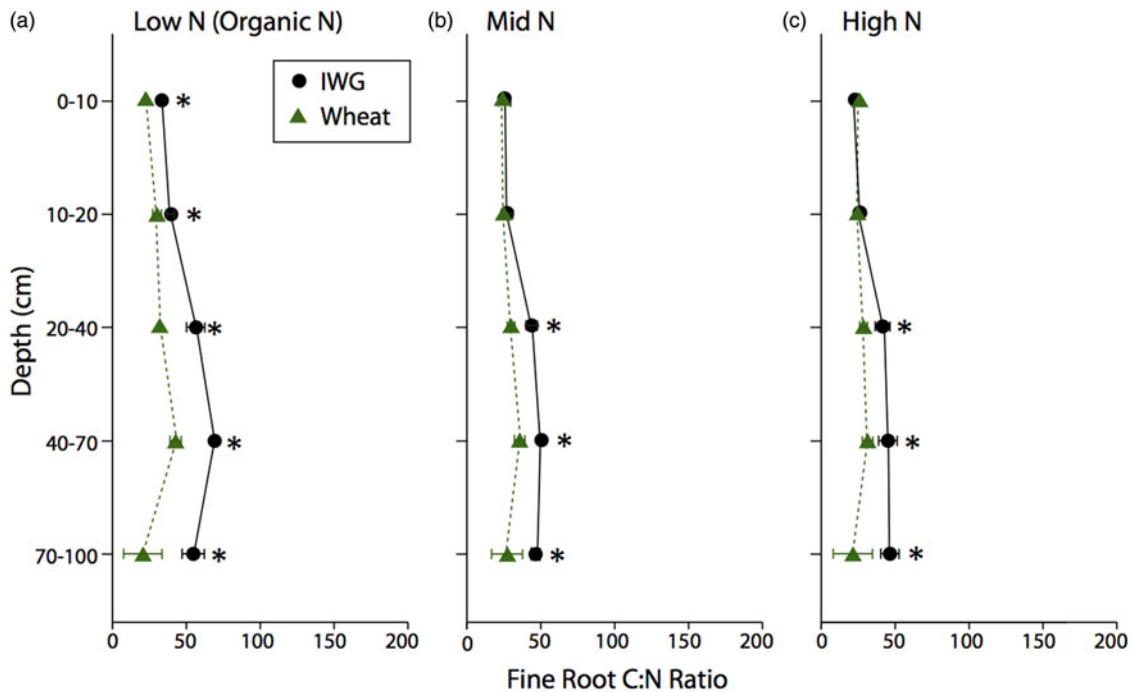 (a) Low N (Organic N) (b) Mid N (c) High N
IWG
Wheat
0-10
*
10-20
*
20-40
* * *
40-70
* * *
70-100
* * *
Depth (cm)
0 50 100 150 200 0 50 100 150 200 0 50 100 150 200
Fine Root C:N Ratio